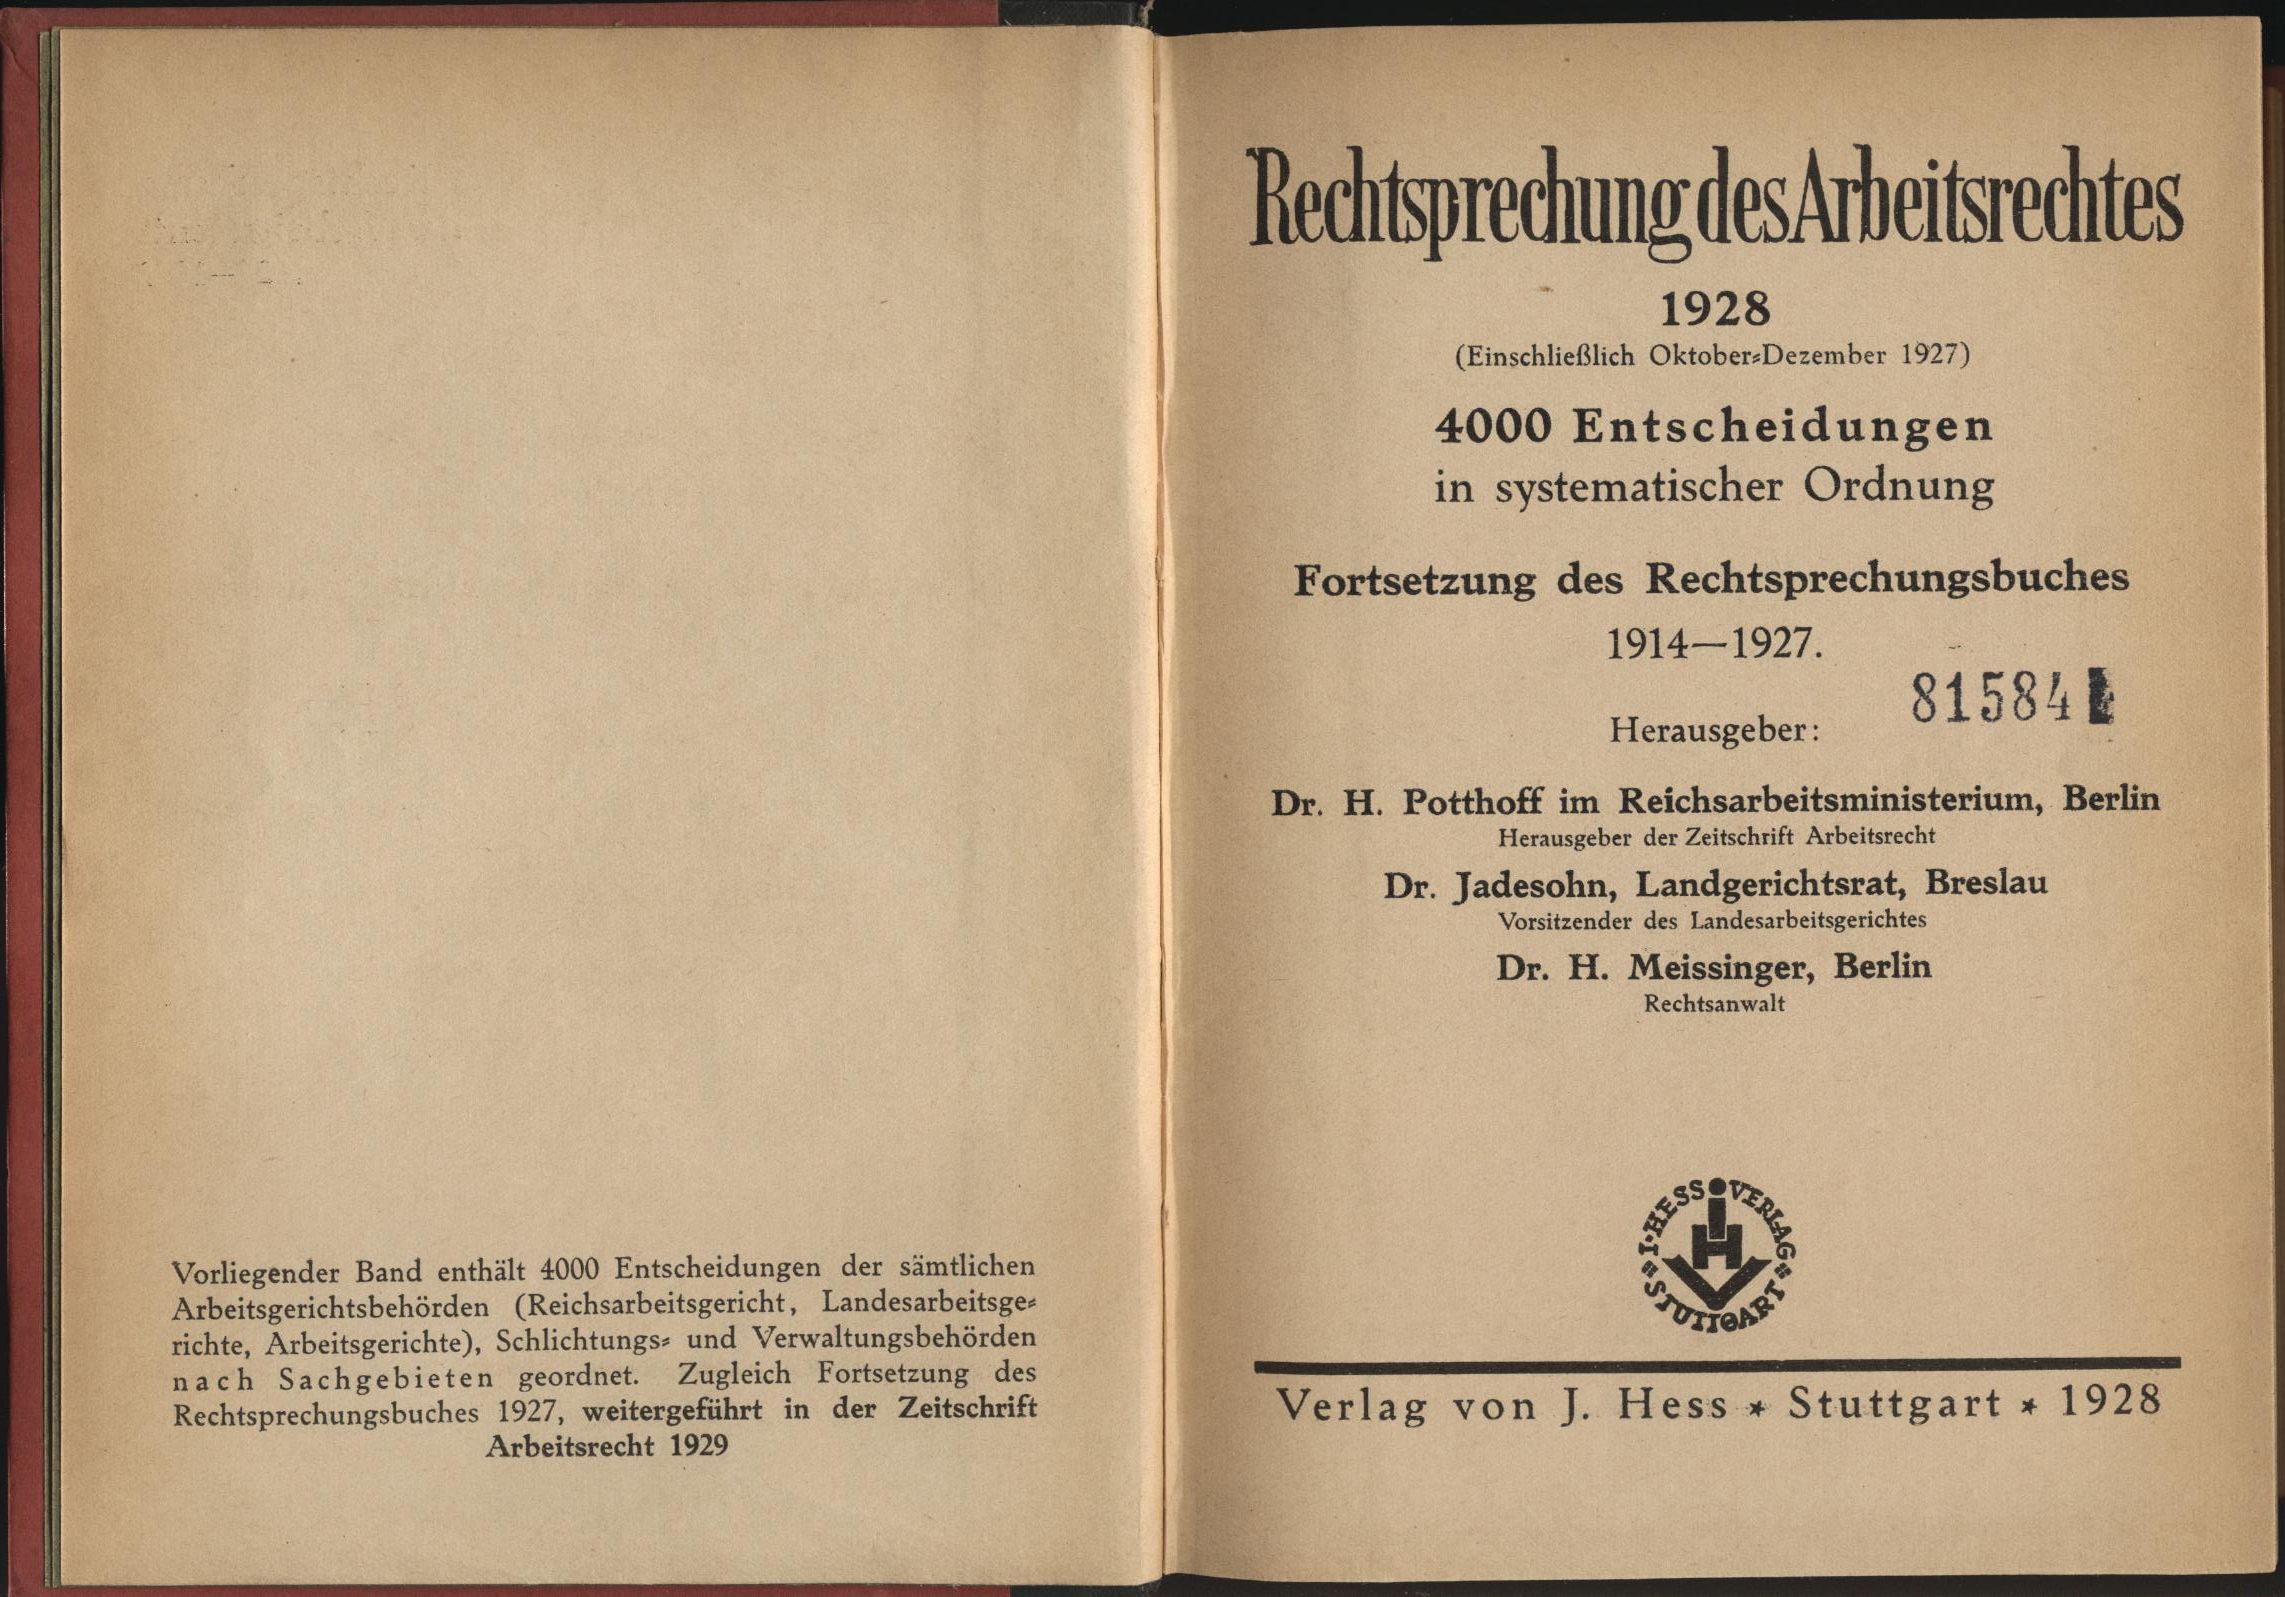 Vorliegender Band enthält 4000 Entscheidungen der sämtlichen
Arbeitsgerichtsbehörden (Reichsarbeitsgericht, Landesarbeitsge⸗
richte, Arbeitsgerichte), Schlichtungs⸗ und Verwaltungsbehörden
nach Sachgebieten geordnet. Zugleich Fortsetzung des
Rechtsprechungsbuches 1927, weitergeführt in der Zeitschrift
Arbeitsrecht 1929
Rechtsprechung des Arbeitsrechtes
1928
(Einschließlich Oktober⸗Dezember 1927)
4000 Entscheidungen
in systematischer Ordnung
Fortsetzung des Rechtsprechungsbuches
1914—1927.
81584
Herausgeber:
Dr. H. Potthoff im Reichsarbeitsministerium, Berlin
Herausgeber der Zeitschrift Arbeitsrecht
Dr. Jadesohn, Landgerichtsrat, Breslau
Vorsitzender des Landesarbeitsgerichtes
Dr. H. Meissinger, Berlin
Rechtsanwalt
I·HESS VERLAG
IHV
STUTTGART
Verlag von J. Hess * Stuttgart * 1928